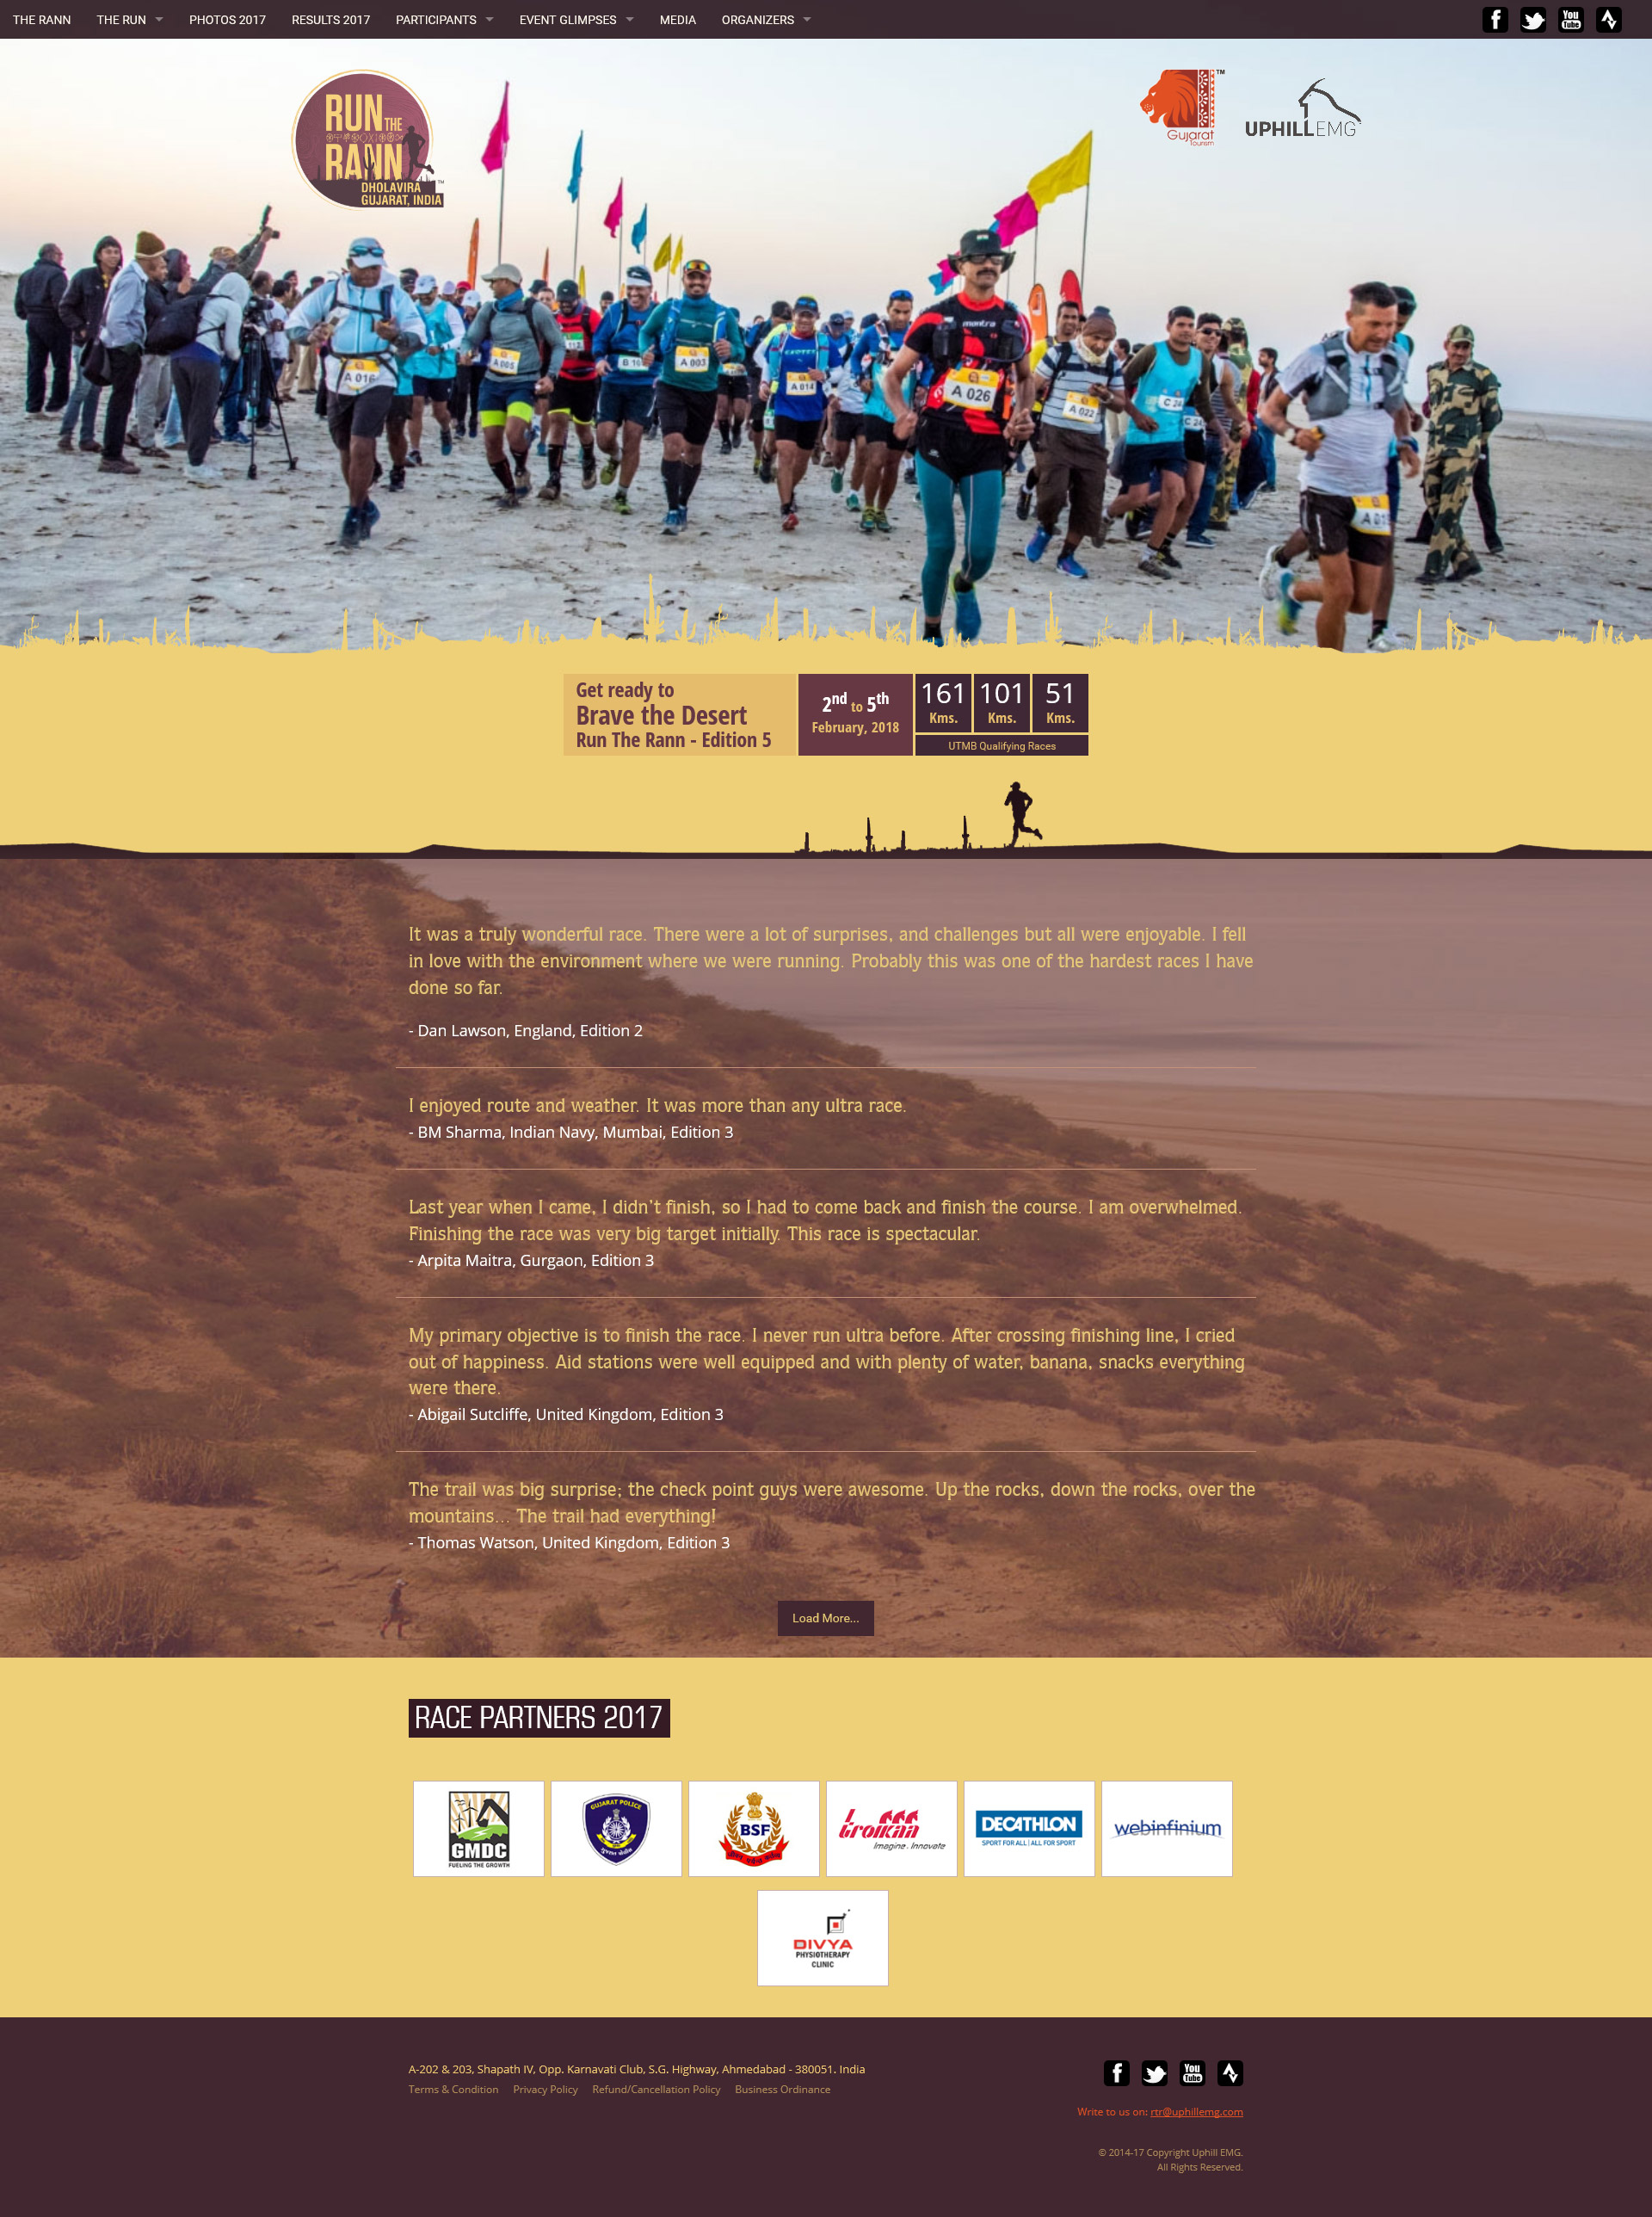 THE RANN THE RUN PHOTOS 2017 RESULTS 2017 PARTICIPANTS EVENT GLIMPSES MEDIA ORGANIZERS
You Tube
RUN THE
RANN
DHOLAVIRA
GUJARAT, INDIA
Gujarat
Tourism
UPHILLEMG
mantra
A 016
A 005
112
B 10
A 003
A 014
A 026
A 022
C 24
Get ready to
Brave the Desert
Run The Rann - Edition 5
2nd to 5th
February, 2018
161 Kms.
101 Kms.
51 Kms.
UTMB Qualifying Races
It was a truly wonderful race. There were a lot of surprises, and challenges but all were enjoyable. I fell
in love with the environment where we were running. Probably this was one of the hardest races I have
done so far.
- Dan Lawson, England, Edition 2
I enjoyed route and weather. It was more than any ultra race.
- BM Sharma, Indian Navy, Mumbai, Edition 3
Last year when I came, I didn’t finish, so I had to come back and finish the course. I am overwhelmed.
Finishing the race was very big target initially. This race is spectacular.
- Arpita Maitra, Gurgaon, Edition 3
My primary objective is to finish the race. I never run ultra before. After crossing finishing line, I cried
out of happiness. Aid stations were well equipped and with plenty of water, banana, snacks everything
were there.
- Abigail Sutcliffe, United Kingdom, Edition 3
The trail was big surprise; the check point guys were awesome. Up the rocks, down the rocks, over the
mountains... The trail had everything!
- Thomas Watson, United Kingdom, Edition 3
Load More...
RACE PARTNERS 2017
GMDC
FUELING THE GROWTH
GUJARAT POLICE
BSF
Imagine. Innovate
DECATHLON
SPORT FOR ALL | ALL FOR SPORT
webinfinium
DIVYA
PHYSIOTHERAPY
CLINIC
A-202 & 203, Shapath IV, Opp. Karnavati Club, S.G. Highway, Ahmedabad - 380051. India
Terms & Condition Privacy Policy Refund/Cancellation Policy Business Ordinance
You Tube
Write to us on: rtr@uphillemg.com
© 2014-17 Copyright Uphill EMG.
All Rights Reserved.